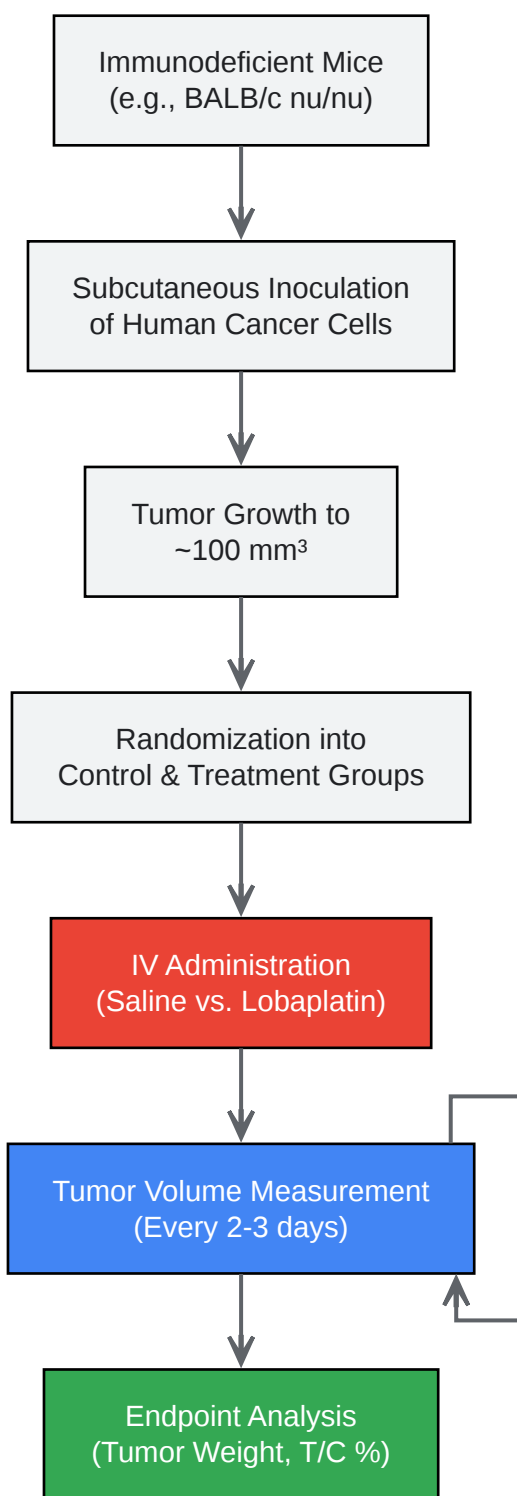 Immunodeficient Mice
(e.g., BALB/c nu/nu)
Subcutaneous Inoculation
of Human Cancer Cells
Tumor Growth to
~100 mm³
Randomization into
Control & Treatment Groups
IV Administration
(Saline vs. Lobaplatin)
Tumor Volume Measurement
(Every 2-3 days)
Endpoint Analysis
(Tumor Weight, T/C %)